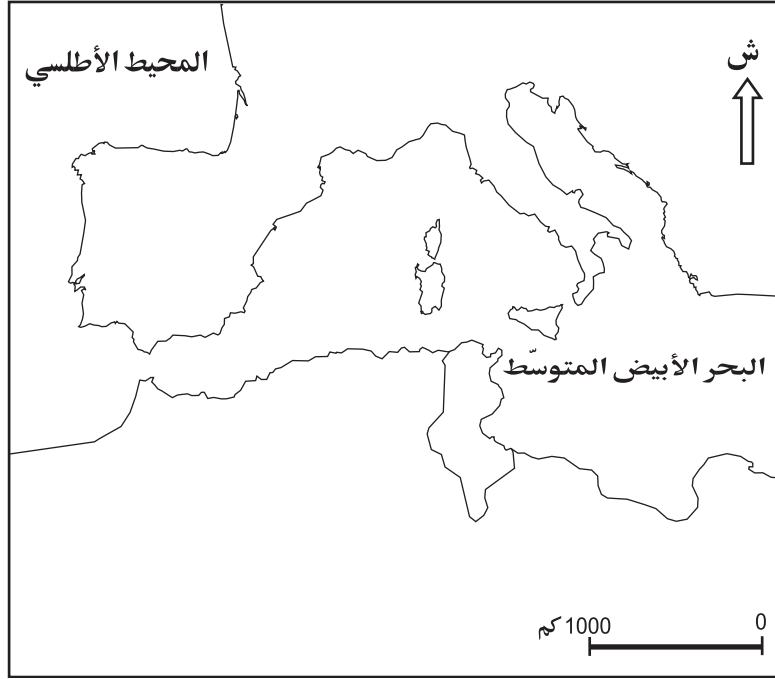 المحيط الأطلسي
ش
البحر الأبيض المتوسّط
0
1000 كم